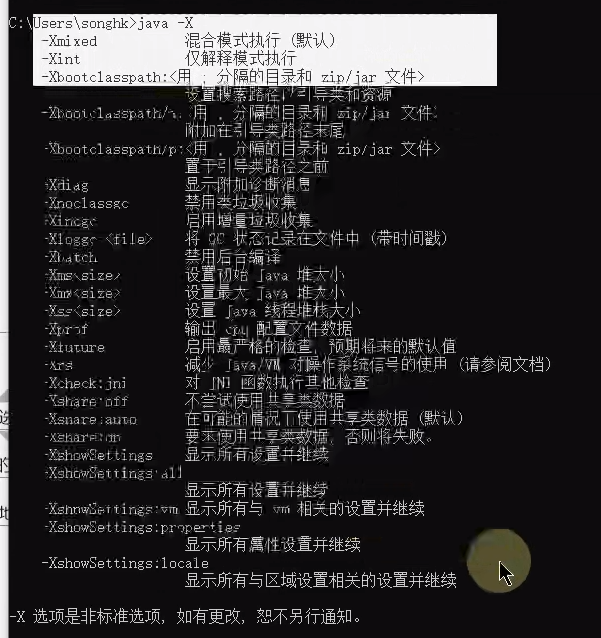 C:\Users\songhk>java -X
-Xmixed 混合模式执行 (默认)
-Xint 仅解释模式执行
-Xbootclasspath:<用 ; 分隔的目录和 zip/jar 文件>
设置搜索路径以引导类和资源
-Xbootclasspath/a:<用 ; 分隔的目录和 zip/jar 文件>
附加在引导类路径末尾
-Xbootclasspath/p:<用 ; 分隔的目录和 zip/jar 文件>
置于引导类路径之前
-Xdiag 显示附加诊断消息
-Xnoclassgc 禁用类垃圾收集
-Xincgc 启用增量垃圾收集
-Xloggc:<file> 将 GC 状态记录在文件中 (带时间戳)
-Xbatch 禁用后台编译
-Xms<size> 设置初始 Java 堆大小
-Xmx<size> 设置最大 Java 堆大小
-Xss<size> 设置 Java 线程堆栈大小
-Xprof 输出 cpu 配置文件数据
-Xfuture 启用最严格的检查, 预期将来的默认值
-Xrs 减少 Java/VM 对操作系统信号的使用 (请参阅文档)
-Xcheck:jni 对 JNI 函数执行其他检查
-Xshare:off 不尝试使用共享类数据
-Xshare:auto 在可能的情况下使用共享类数据 (默认)
-Xshare:on 要求使用共享类数据, 否则将失败。
-XshowSettings 显示所有设置并继续
-XshowSettings:all
显示所有设置并继续
-XshowSettings:vm 显示所有与 vm 相关的设置并继续
-XshowSettings:properties
显示所有属性设置并继续
-XshowSettings:locale
显示所有与区域设置相关的设置并继续
-X 选项是非标准选项, 如有更改, 恕不另行通知。